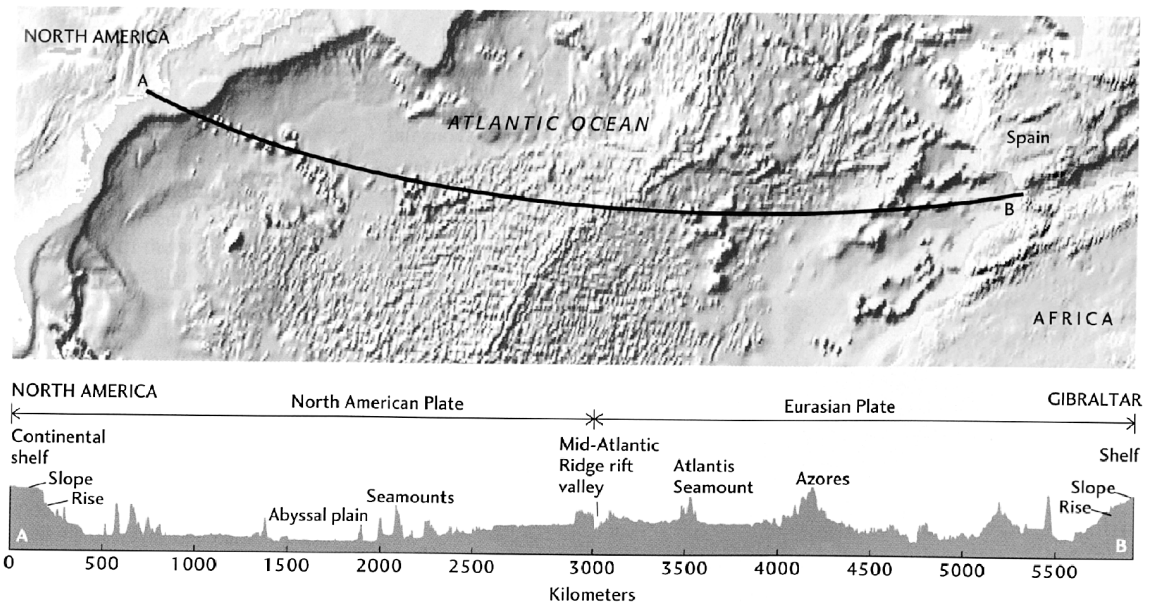 NORTH AMERICA
A
ATLANTIC OCEAN
Spain
B
AFRICA
NORTH AMERICA
North American Plate
Eurasian Plate
GIBRALTAR
Continental
shelf
Slope
Rise
Abyssal plain
Seamounts
Mid-Atlantic
Ridge rift
valley
Atlantis
Seamount
Azores
Shelf
Slope
Rise
A
B
0 500 1000 1500 2000 2500 3000 3500 4000 4500 5000 5500
Kilometers